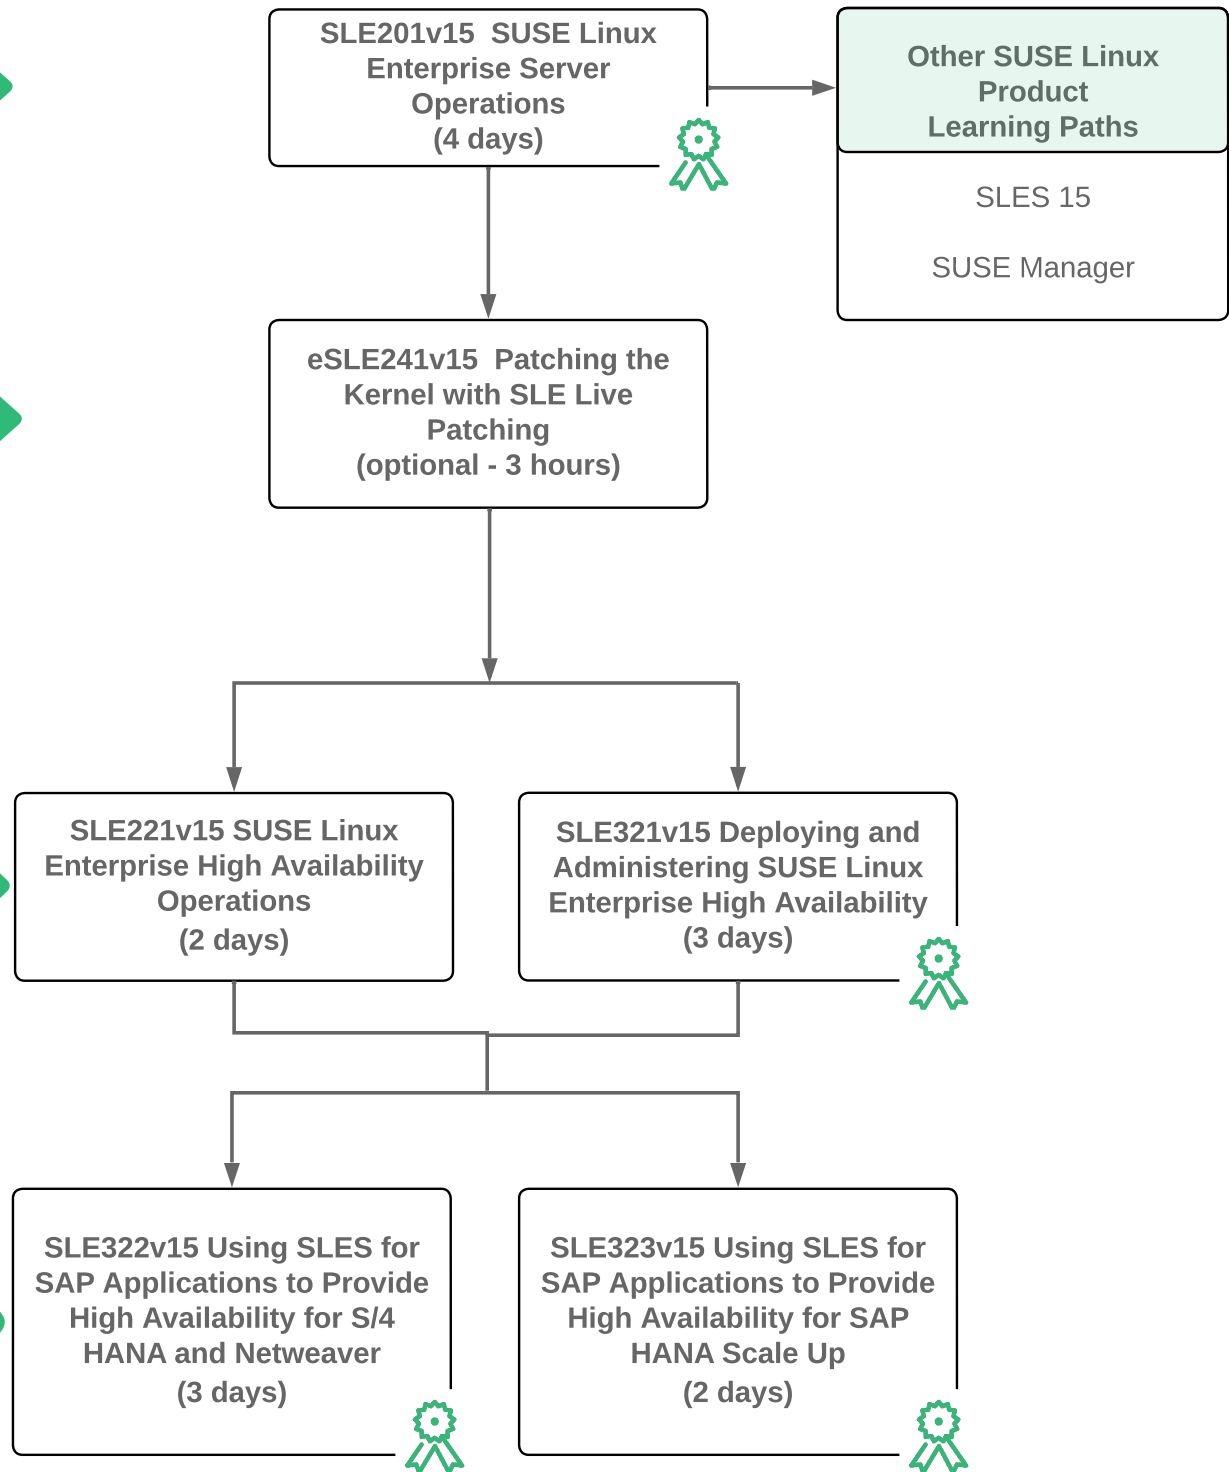 SLE201v15  SUSE Linux
Enterprise Server
Operations
(4 days)
Other SUSE Linux
Product
Learning Paths
SLES 15
SUSE Manager
eSLE241v15  Patching the
Kernel with SLE Live
Patching
(optional - 3 hours)
SLE221v15 SUSE Linux
Enterprise High Availability
Operations
(2 days)
SLE321v15 Deploying and
Administering SUSE Linux
Enterprise High Availability
(3 days)
SLE322v15 Using SLES for
SAP Applications to Provide
High Availability for S/4
HANA and Netweaver
(3 days)
SLE323v15 Using SLES for
SAP Applications to Provide
High Availability for SAP
HANA Scale Up
(2 days)